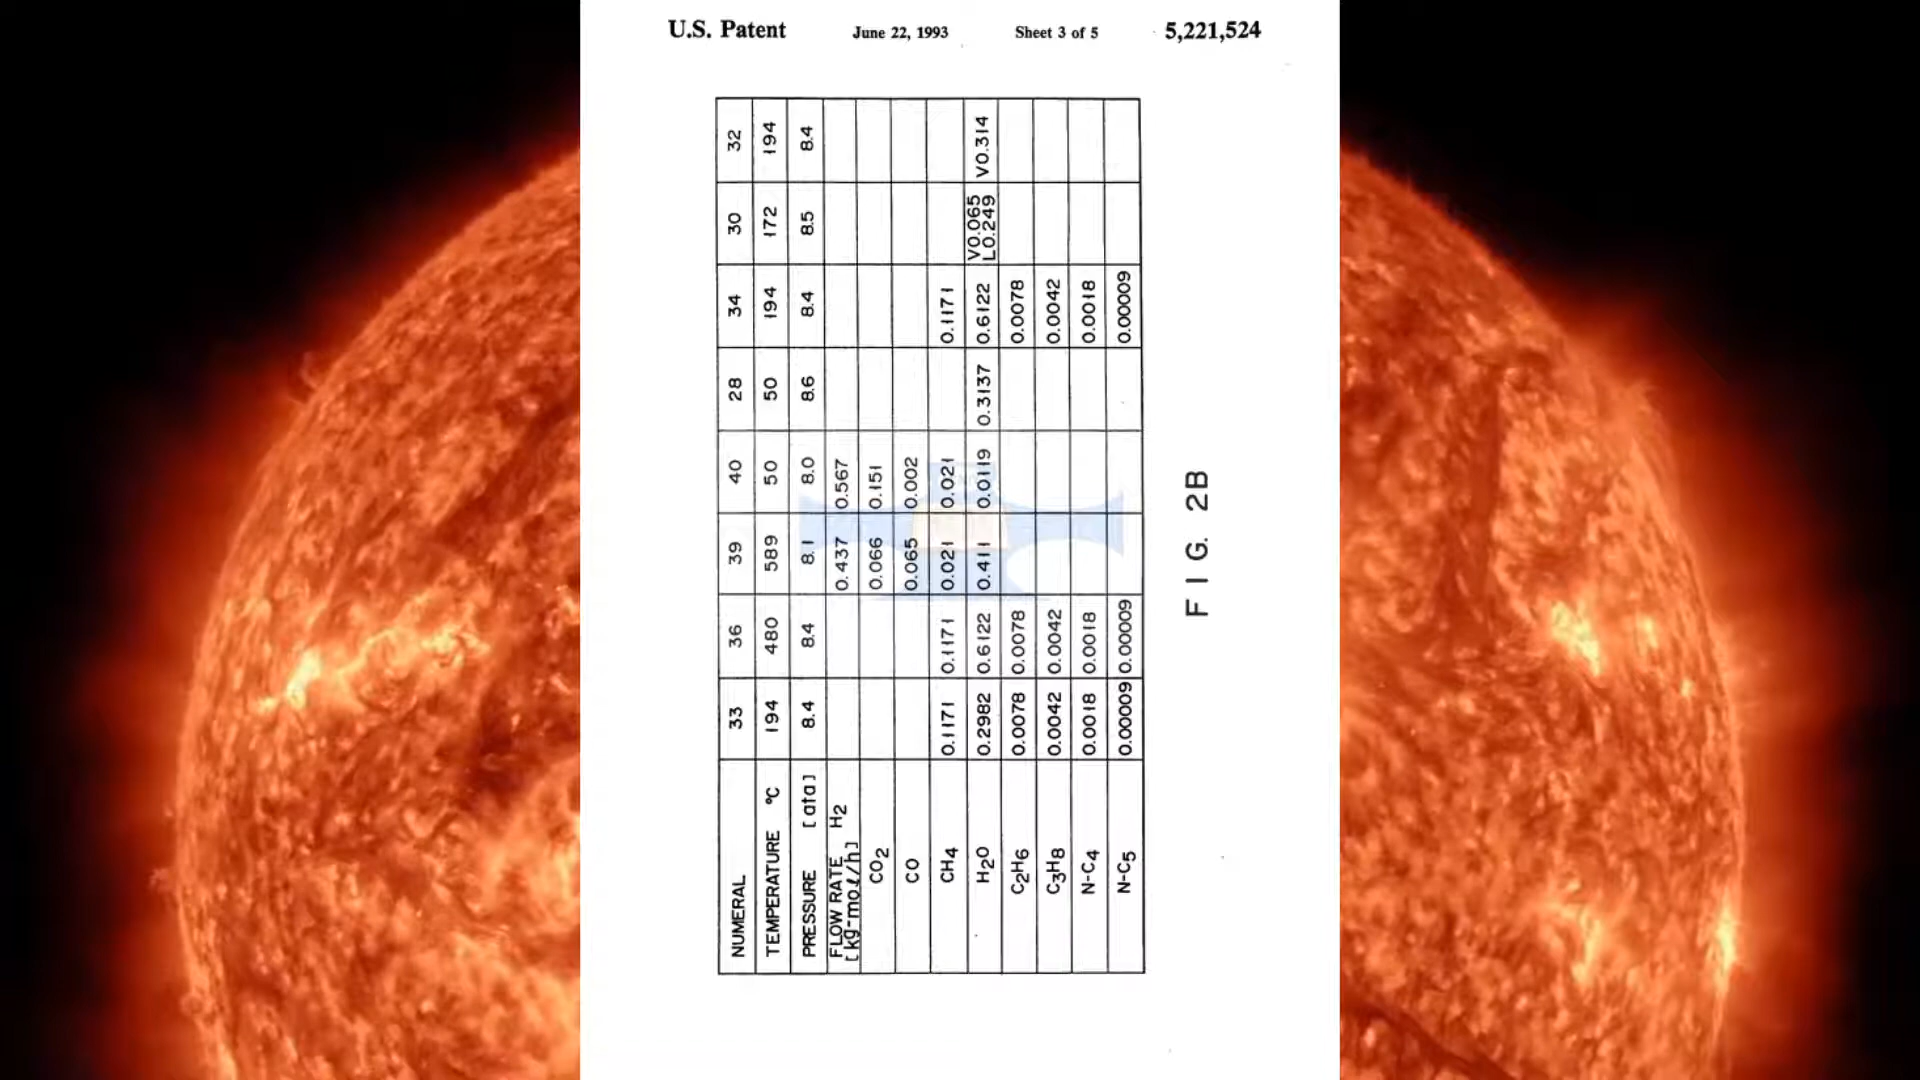 U.S. Patent June 22, 1993 Sheet 3 of 5 5,221,524
NUMERAL 33 36 39 40 28 34 30 32
TEMPERATURE °C 194 480 589 50 50 194 172 194
PRESSURE [ata] 8.4 8.4 8.1 8.0 8.6 8.4 8.5 8.4
FLOW RATE H2 0.437 0.567
[kg-mol/h]
CO2 0.066 0.151
CO 0.065 0.002
CH4 0.1171 0.1171 0.021 0.021 0.1171
H2O 0.2982 0.6122 0.411 0.0119 0.3137 0.6122 V0.065 V0.314
L0.249
C2H6 0.0078 0.0078 0.0078
C3H8 0.0042 0.0042 0.0042
N-C4 0.0018 0.0018 0.0018
N-C5 0.00009 0.00009 0.00009
FIG. 2B